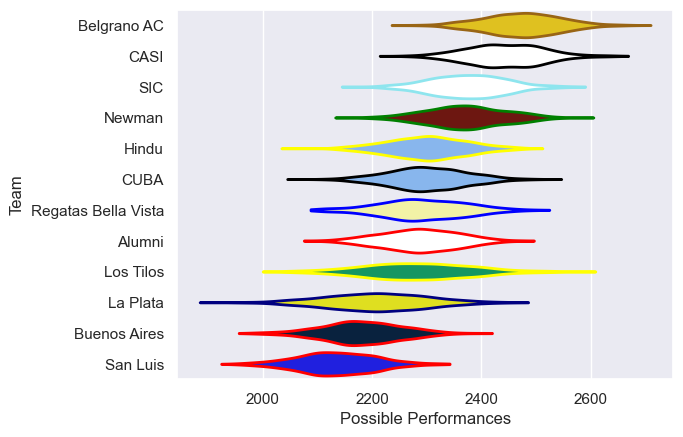 Belgrano AC
CASI
SIC
Newman
Hindu
CUBA
Regatas Bella Vista
Alumni
Los Tilos
La Plata
Buenos Aires
San Luis
Team
2000 2200 2400 2600
Possible Performances